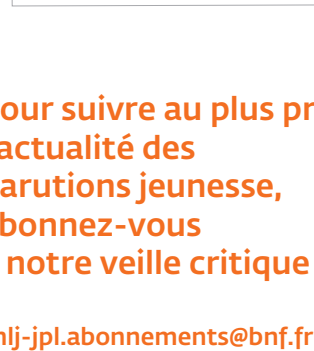 our suivre au plus pr
actualité des
arutions jeunesse,
bonnez-vous
notre veille critique
nlj-jpl.abonnements@bnf.fr